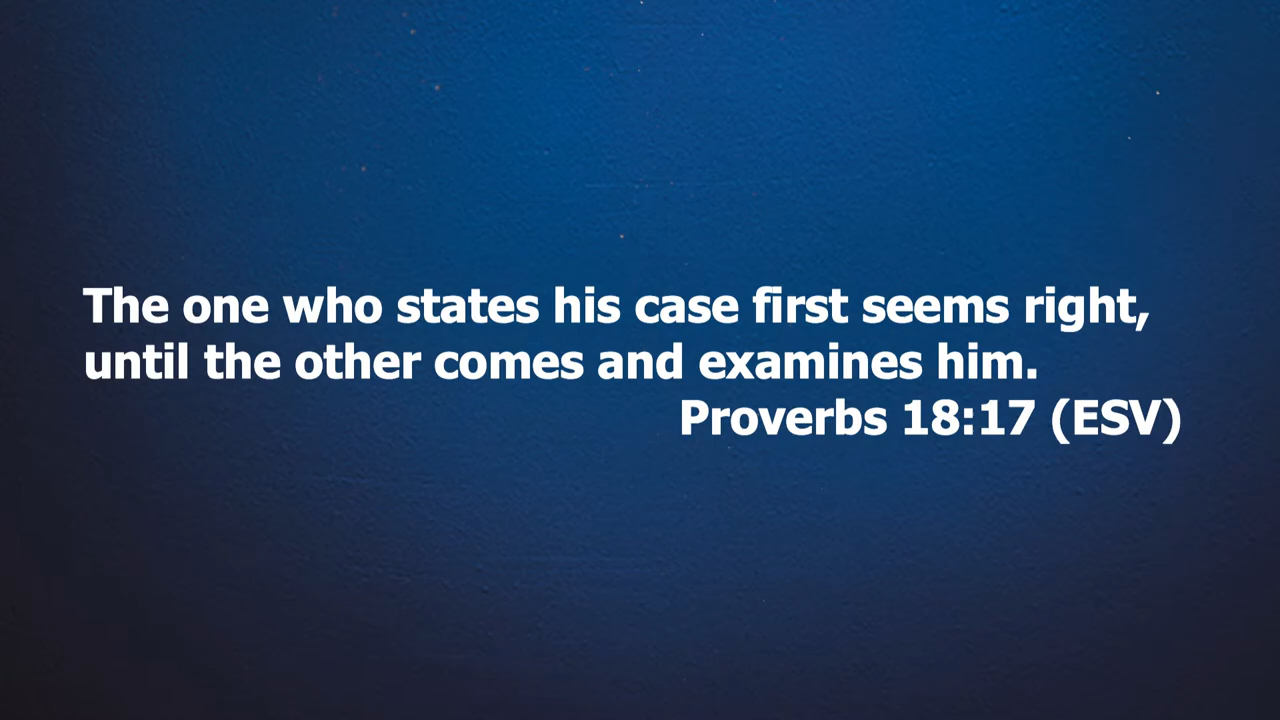 The one who states his case first seems right,
until the other comes and examines him.
Proverbs 18:17 (ESV)